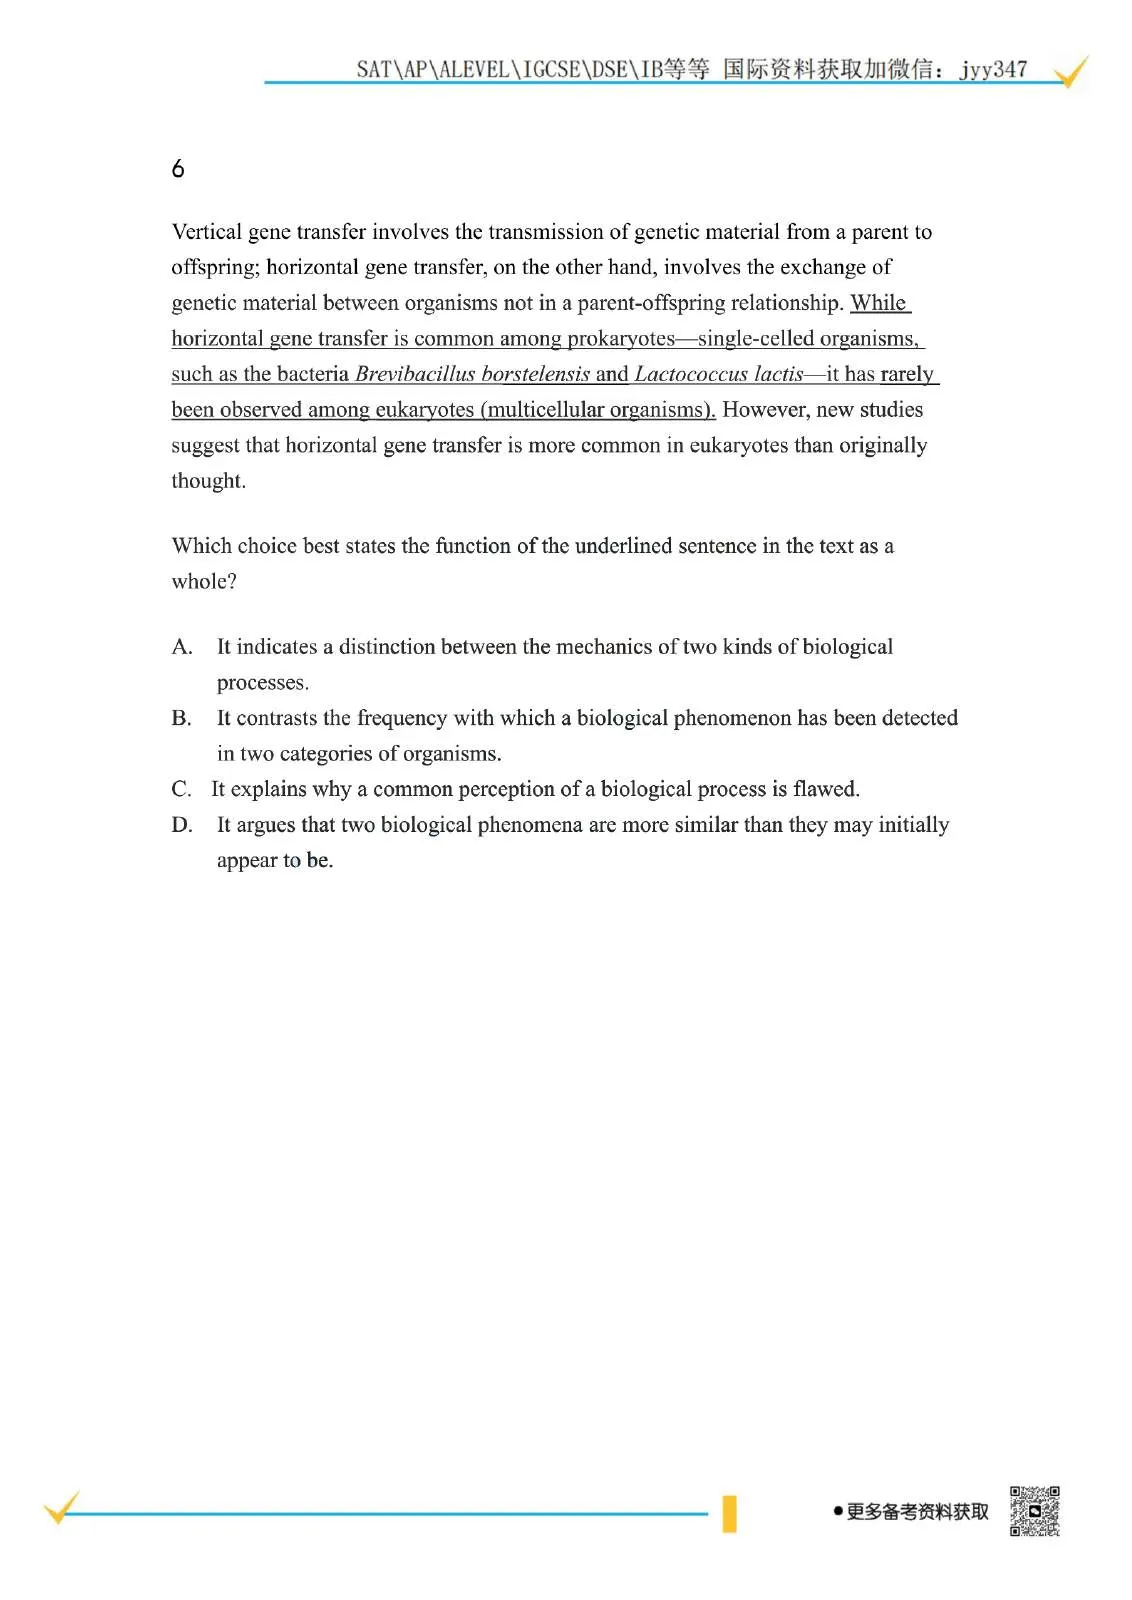 SAT\AP\ALEVEL\IGCSE\DSE\IB等等 国际资料获取加微信：jyy347
6
Vertical gene transfer involves the transmission of genetic material from a parent to
offspring; horizontal gene transfer, on the other hand, involves the exchange of
genetic material between organisms not in a parent-offspring relationship. While
horizontal gene transfer is common among prokaryotes—single-celled organisms,
such as the bacteria Brevibacillus borstelensis and Lactococcus lactis—it has rarely
been observed among eukaryotes (multicellular organisms). However, new studies
suggest that horizontal gene transfer is more common in eukaryotes than originally
thought.
Which choice best states the function of the underlined sentence in the text as a
whole?
A. It indicates a distinction between the mechanics of two kinds of biological
processes.
B. It contrasts the frequency with which a biological phenomenon has been detected
in two categories of organisms.
C. It explains why a common perception of a biological process is flawed.
D. It argues that two biological phenomena are more similar than they may initially
appear to be.
●更多备考资料获取